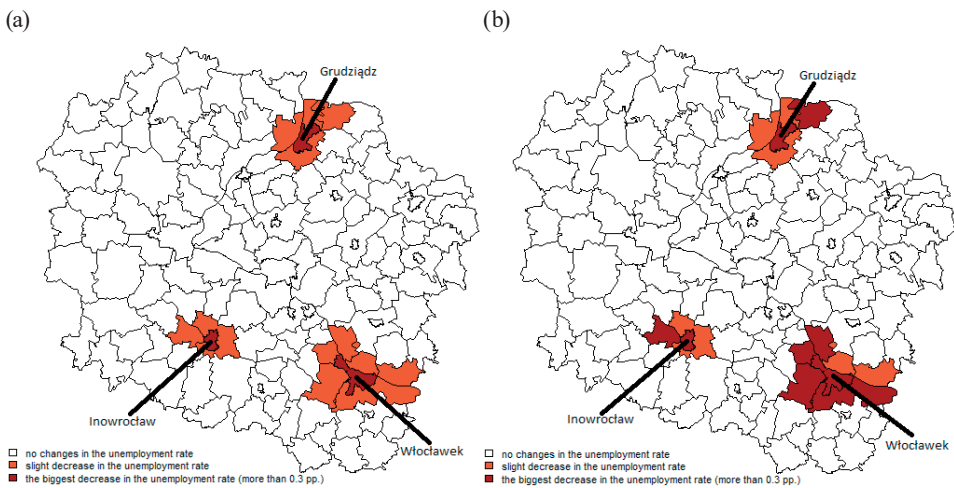 (a)
Grudziądz
Inowrocław
Włocławek
no changes in the unemployment rate
slight decrease in the unemployment rate
the biggest decrease in the unemployment rate (more than 0.3 pp.)
(b)
Grudziądz
Inowrocław
Włocławek
no changes in the unemployment rate
slight decrease in the unemployment rate
the biggest decrease in the unemployment rate (more than 0.3 pp.)